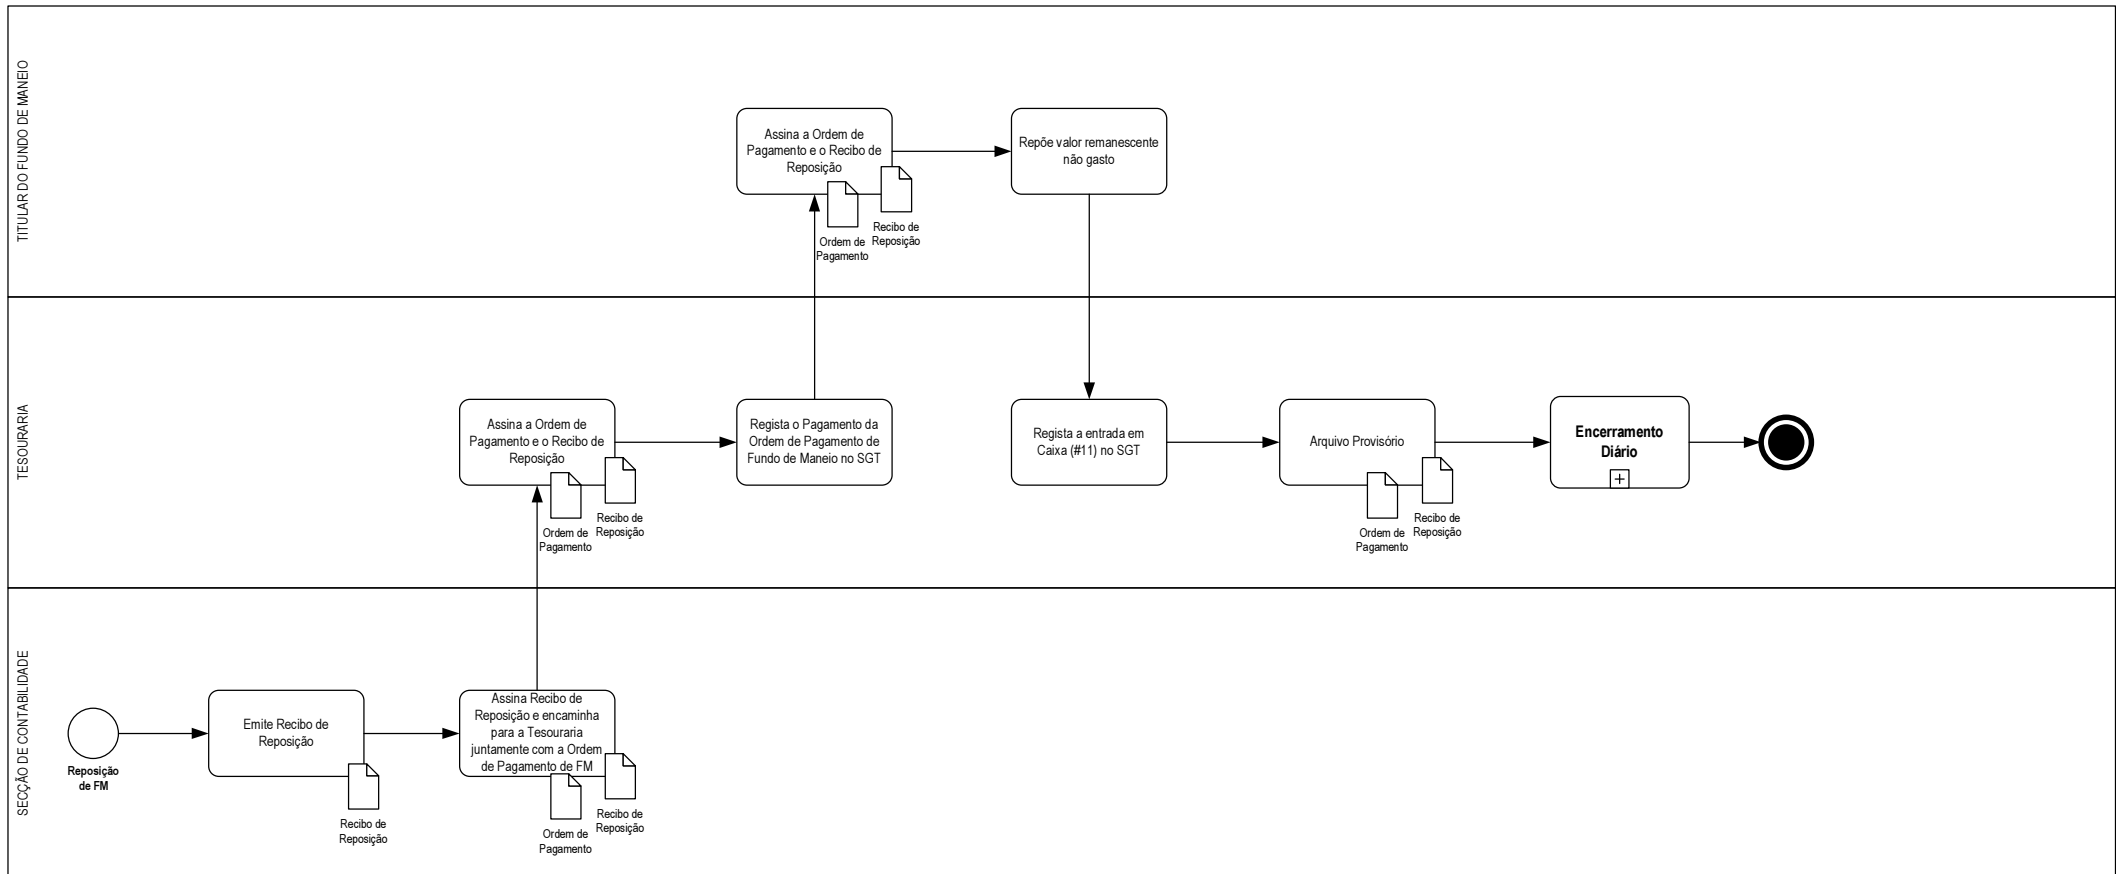 TITULAR DO FUNDO DE MANEIO
Assina a Ordem de
Pagamento e o Recibo de
Reposição
Ordem de
Pagamento
Recibo de
Reposição
Repõe valor remanescente
não gasto
TESOURARIA
Assina a Ordem de
Pagamento e o Recibo de
Reposição
Ordem de
Pagamento
Recibo de
Reposição
Regista o Pagamento da
Ordem de Pagamento de
Fundo de Maneio no SGT
Regista a entrada em
Caixa (#11) no SGT
Arquivo Provisório
Ordem de
Pagamento
Recibo de
Reposição
Encerramento
Diário
SECÇÃO DE CONTABILIDADE
Reposição
de FM
Emite Recibo de
Reposição
Recibo de
Reposição
Assina Recibo de
Reposição e encaminha
para a Tesouraria
juntamente com a Ordem
de Pagamento de FM
Ordem de
Pagamento
Recibo de
Reposição